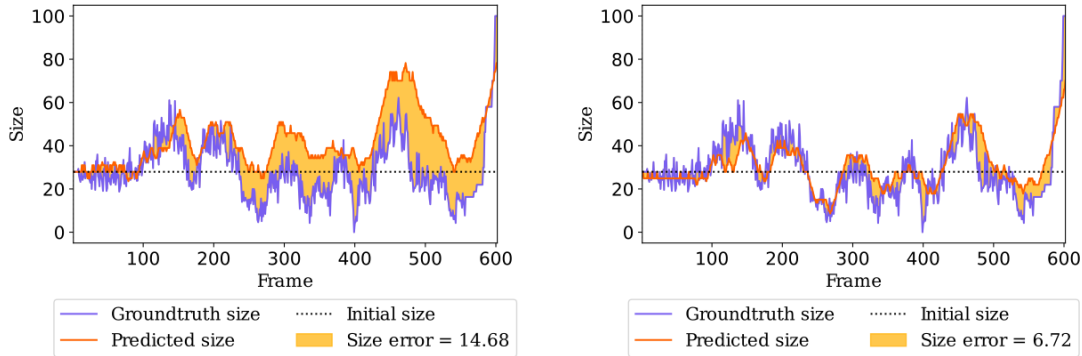 100
80
60
40
20
0
Size
100 200 300 400 500 600
Frame
Groundtruth size
Predicted size
Initial size
Size error = 14.68
100
80
60
40
20
0
Size
100 200 300 400 500 600
Frame
Groundtruth size
Predicted size
Initial size
Size error = 6.72